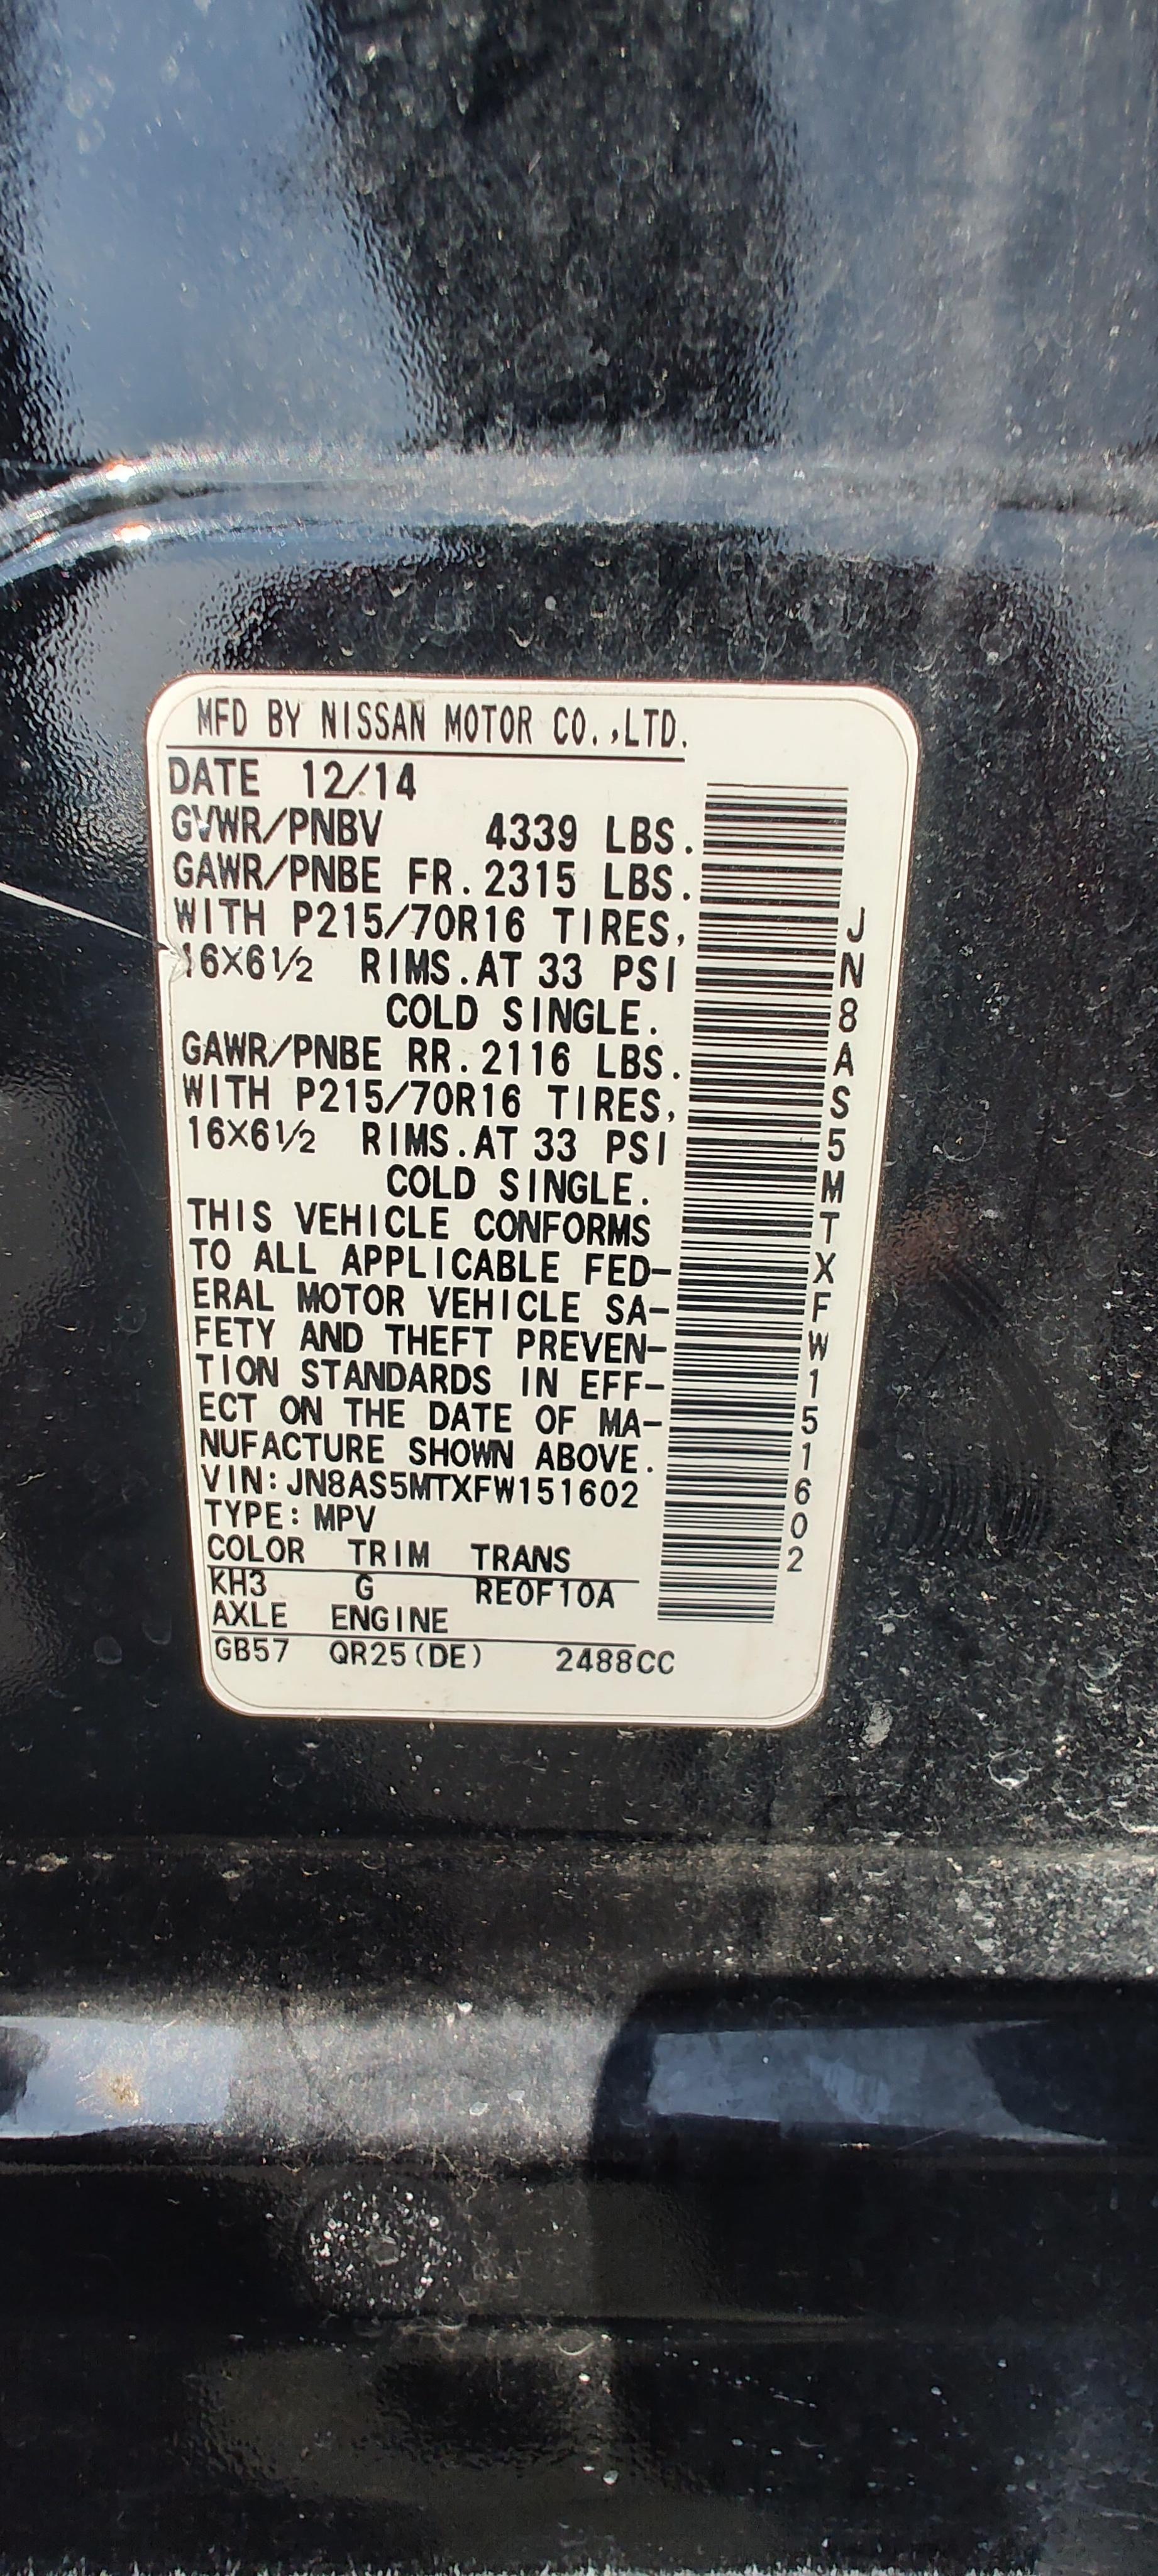 MFD BY NISSAN MOTOR CO.,LTD.
DATE 12/14
GVWR/PNBV 4339 LBS.
GAWR/PNBE FR. 2315 LBS.
WITH P215/70R16 TIRES,
16×6½ RIMS. AT 33 PSI
COLD SINGLE.
GAWR/PNBE RR. 2116 LBS.
WITH P215/70R16 TIRES,
16×6½ RIMS. AT 33 PSI
COLD SINGLE.
THIS VEHICLE CONFORMS
TO ALL APPLICABLE FED-
ERAL MOTOR VEHICLE SA-
FETY AND THEFT PREVEN-
TION STANDARDS IN EFF-
ECT ON THE DATE OF MA-
NUFACTURE SHOWN ABOVE.
VIN: JN8AS5MTXFW151602
TYPE: MPV
COLOR TRIM TRANS
KH3 G RE0F10A
AXLE ENGINE
GB57 QR25(DE) 2488CC
JN8AS5MTXFW151602